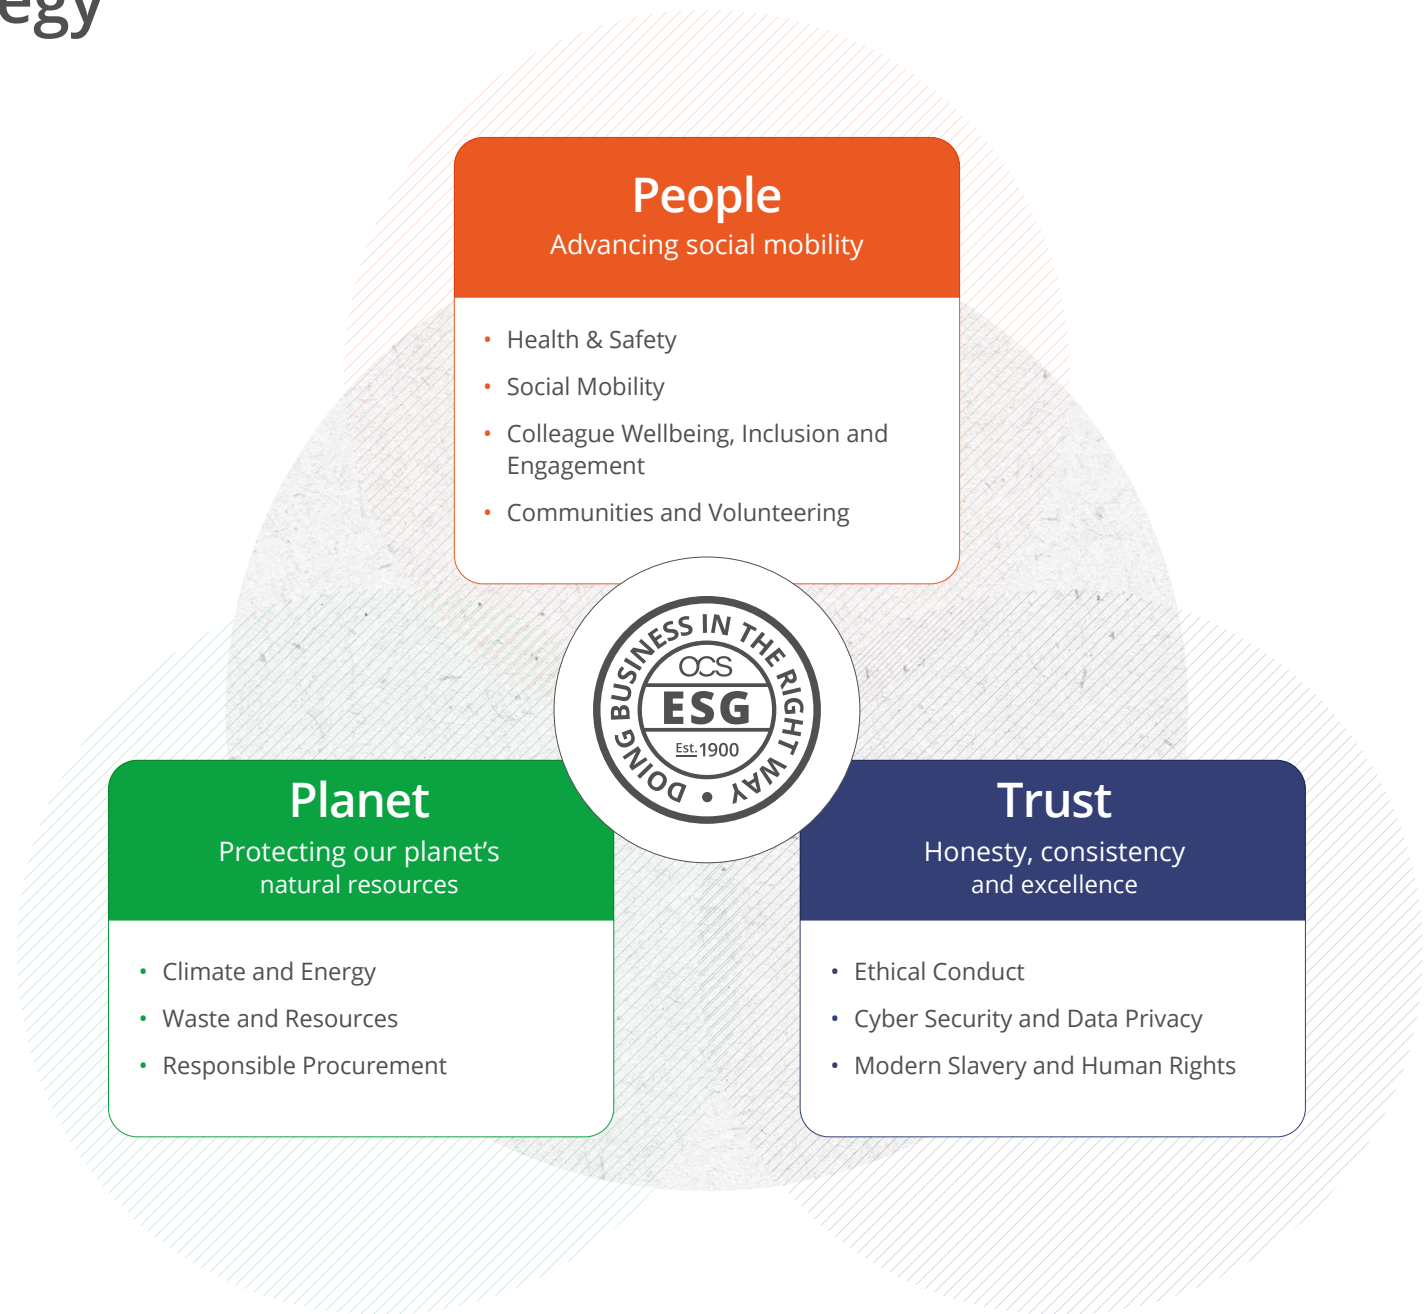 egy
People
Advancing social mobility
• Health & Safety
• Social Mobility
• Colleague Wellbeing, Inclusion and
Engagement
• Communities and Volunteering
DOING BUSINESS IN THE RIGHT WAY •
OCS
ESG
Est. 1900
Planet
Protecting our planet’s
natural resources
• Climate and Energy
• Waste and Resources
• Responsible Procurement
Trust
Honesty, consistency
and excellence
• Ethical Conduct
• Cyber Security and Data Privacy
• Modern Slavery and Human Rights